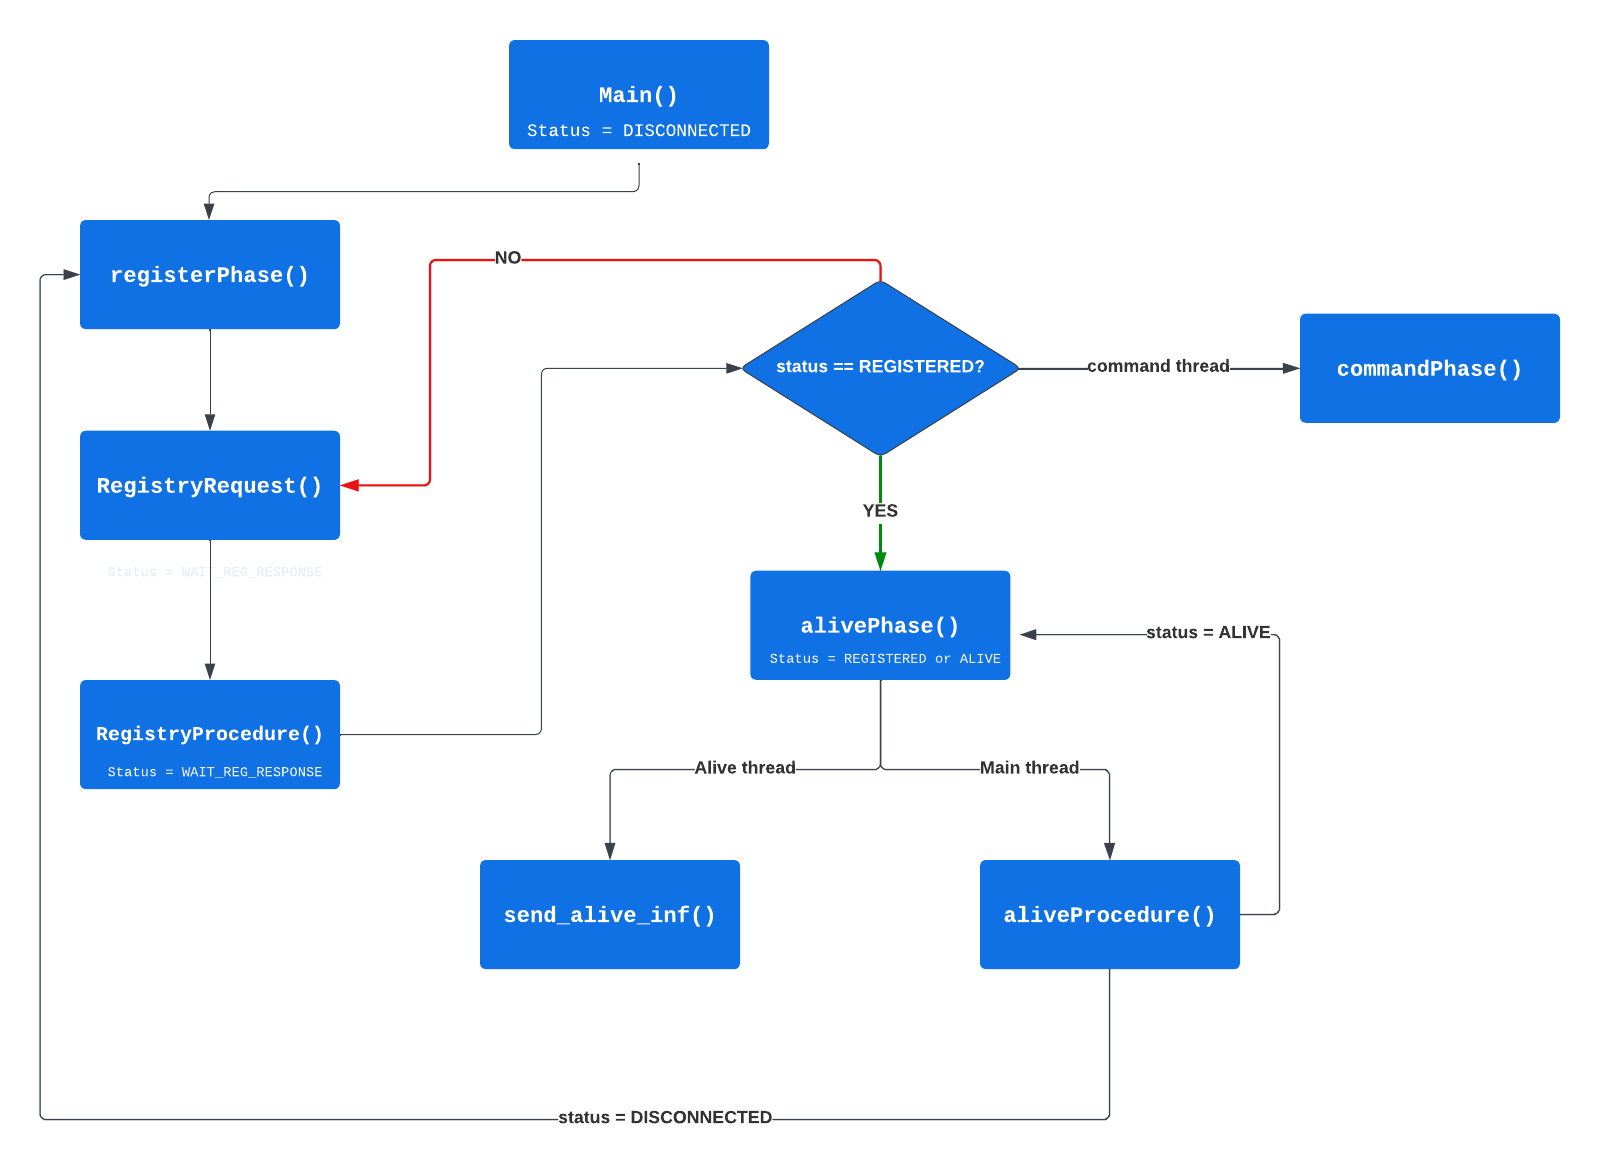 Main()
Status = DISCONNECTED
registerPhase()
NO
status == REGISTERED?
command thread
commandPhase()
RegistryRequest()
YES
Status = WAIT_REG_RESPONSE
alivePhase()
Status = REGISTERED or ALIVE
status = ALIVE
RegistryProcedure()
Status = WAIT_REG_RESPONSE
Alive thread
Main thread
send_alive_inf()
aliveProcedure()
status = DISCONNECTED